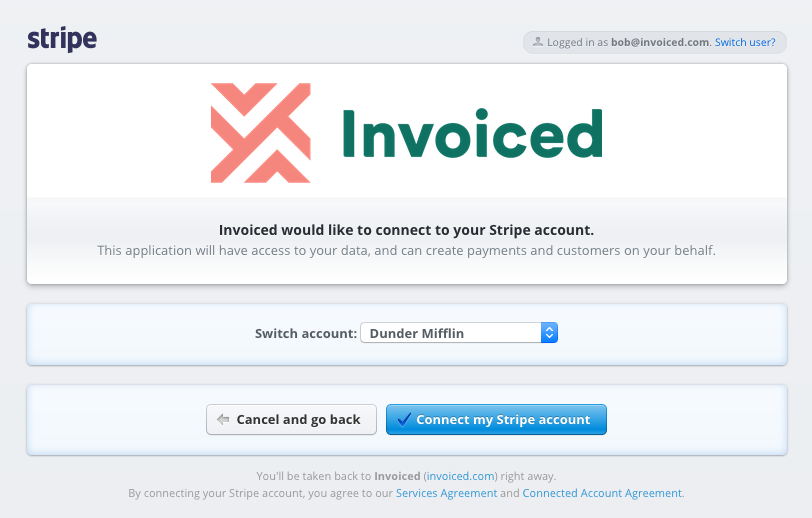 stripe
Logged in as bob@invoiced.com. Switch user?
Invoiced
Invoiced would like to connect to your Stripe account.
This application will have access to your data, and can create payments and customers on your behalf.
Switch account: Dunder Mifflin
Cancel and go back
Connect my Stripe account
You'll be taken back to Invoiced (invoiced.com) right away.
By connecting your Stripe account, you agree to our Services Agreement and Connected Account Agreement.